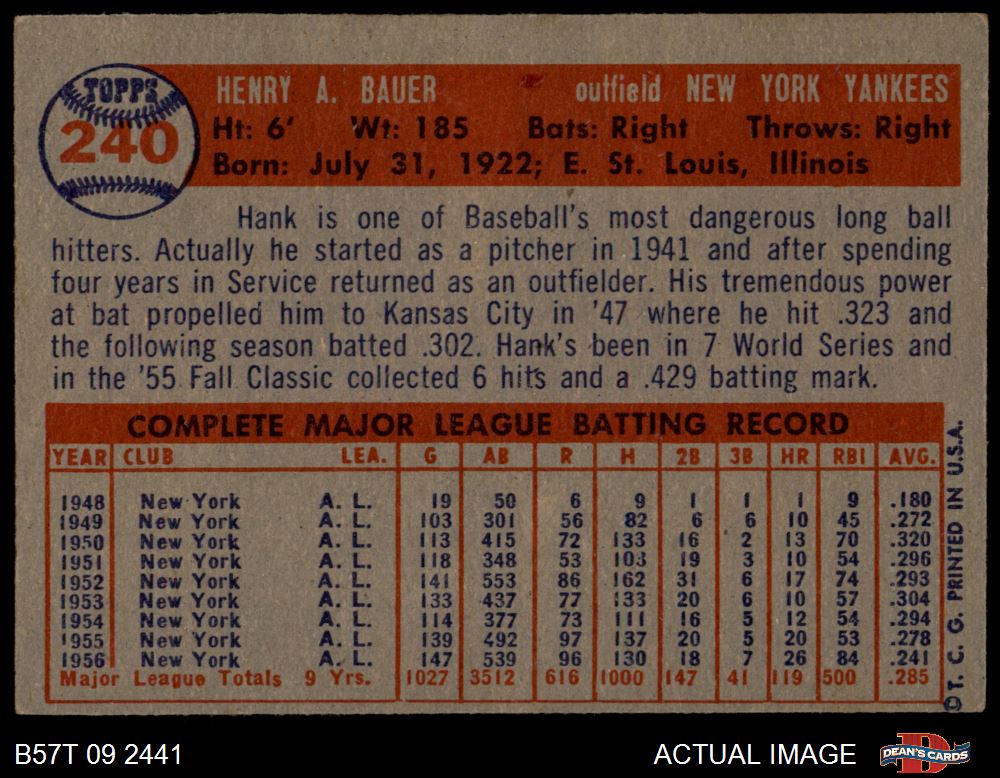 TOPPS
240
HENRY A. BAUER outfield NEW YORK YANKEES
Ht: 6' Wt: 185 Bats: Right Throws: Right
Born: July 31, 1922; E. St. Louis, Illinois
Hank is one of Baseball's most dangerous long ball
hitters. Actually he started as a pitcher in 1941 and after spending
four years in Service returned as an outfielder. His tremendous power
at bat propelled him to Kansas City in '47 where he hit .323 and
the following season batted .302. Hank's been in 7 World Series and
in the '55 Fall Classic collected 6 hits and a .429 batting mark.
COMPLETE MAJOR LEAGUE BATTING RECORD
YEAR CLUB LEA. G AB R H 2B 3B HR RBI AVG.
1948 New York A. L. 19 50 6 9 1 1 1 9 .180
1949 New York A. L. 103 301 56 82 6 6 10 45 .272
1950 New York A. L. 113 415 72 133 16 2 13 70 .320
1951 New York A. L. 118 348 53 103 19 3 10 54 .296
1952 New York A. L. 141 553 86 162 31 6 17 74 .293
1953 New York A. L. 133 437 77 133 20 6 10 57 .304
1954 New York A. L. 114 377 73 111 16 5 12 54 .294
1955 New York A. L. 139 492 97 137 20 5 20 53 .278
1956 New York A. L. 147 539 96 130 18 7 26 84 .241
Major League Totals 9 Yrs. 1027 3512 616 1000 147 41 119 500 .285
© T. C. G. PRINTED IN U.S.A.
B57T 09 2441 ACTUAL IMAGE
DEAN'S CARDS